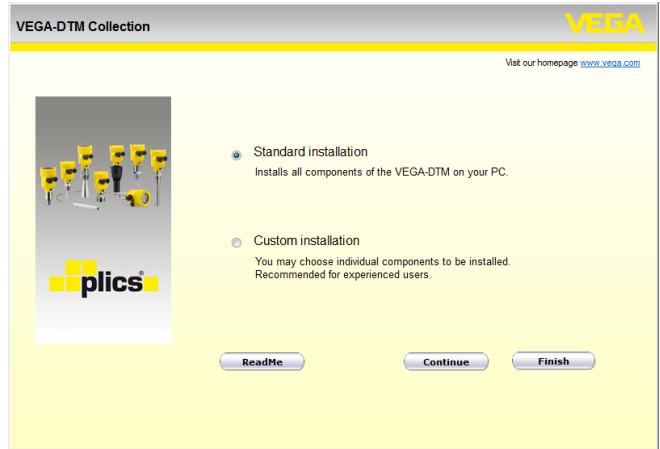 VEGA-DTM Collection
VEGA
Visit our homepage www.vega.com
Standard installation
Installs all components of the VEGA-DTM on your PC.
Custom installation
You may choose individual components to be installed.
Recommended for experienced users.
plics®
ReadMe
Continue
Finish